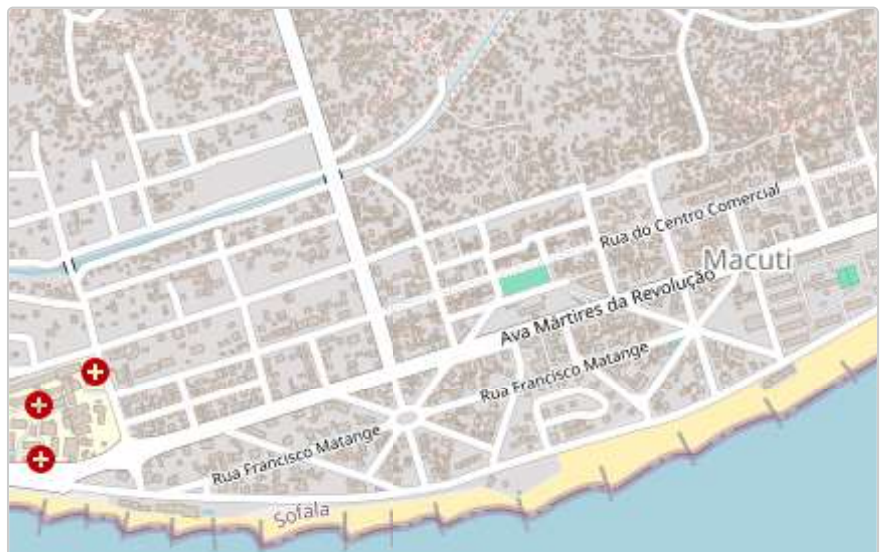 Rua do Centro Comercial
Macuti
Ava Mártires da Revolução
Rua Francisco Matange
Rua Francisco Matange
Sofala